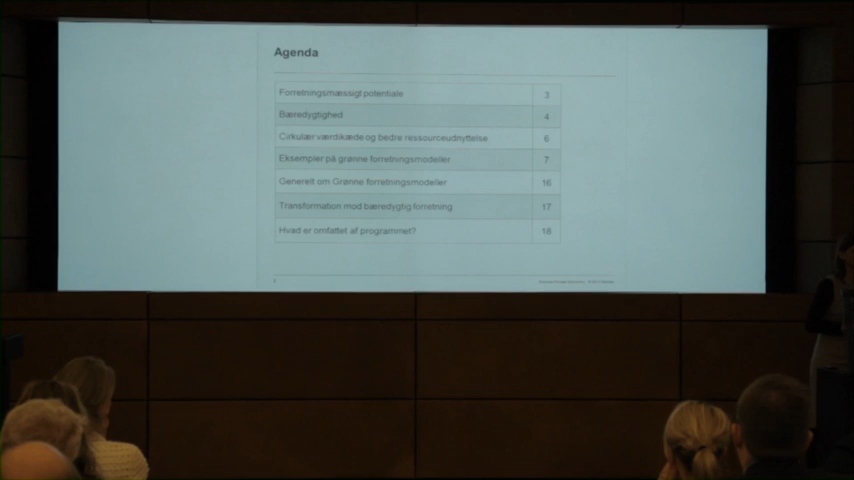 Agenda
Forretningsmæssigt potentiale 3
Bæredygtighed 4
Cirkulær værdikæde og bedre ressourceudnyttelse 6
Eksempler på grønne forretningsmodeller 7
Generelt om Grønne forretningsmodeller 16
Transformation mod bæredygtig forretning 17
Hvad er omfattet af programmet? 18